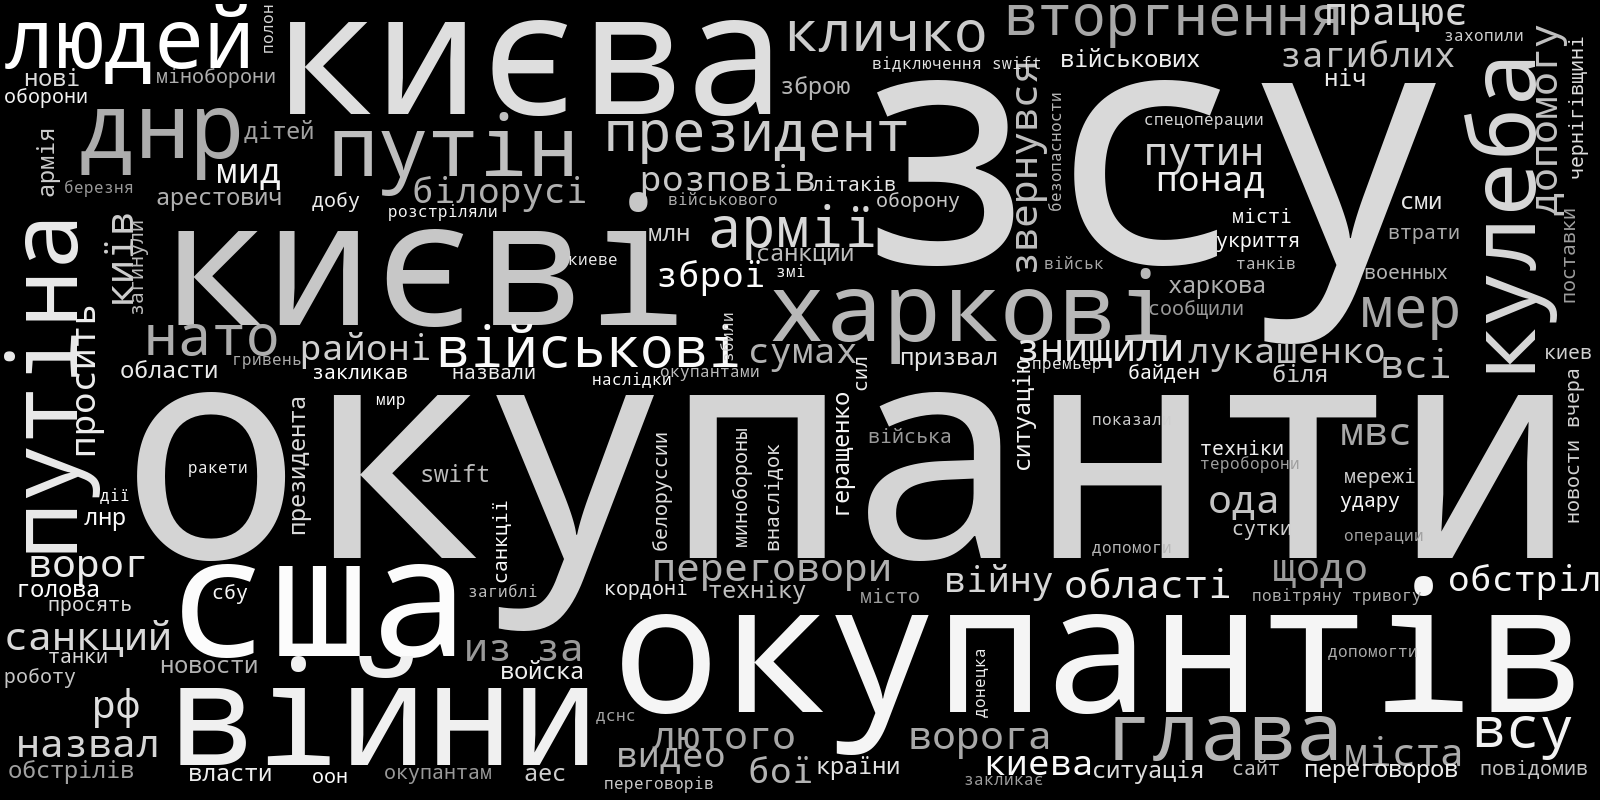 людей
полон
києва
кличко
вторгнення
працює
захопили
нові
міноборони
оборони
зброю
відключення swift
військових
загиблих
ніч
зсу
кулеба
допомогу
чернігівщині
днр
дітей
путін
президент
звернувся
безопасности
спецоперации
путин
понад
армія
березня
мид
арестович
добу
білорусі
розстріляли
розповів
військового
літаків
оборону
місті
укриття
сми
втрати
поставки
путіна
київ
загинули
києві
киеве
млн
армії
санкции
зброї
змі
військ
танків
харкова
сообщили
военных
мер
нато
просить
гривень
районі
військові
збили
сумах
харкові
призвал
знищили
премьер
лукашенко
байден
біля
всі
киев
области
закликав
назвали
наслідки
окупантами
сил
ситуацію
новости вчера
мир
окупанти
президента
ракети
swift
белоруссии
минобороны
внаслідок
геращенко
війська
показали
техніки
тероборони
мвс
мережі
ода
удару
сутки
операции
дії
лнр
санкції
допомоги
ворог
голова
просять
сша
сбу
загиблі
кордоні
переговори
техніку
місто
війну
області
щодо
повітряну тривогу
обстріл
санкций
танки
роботу
новости
из за
войска
війни
окупантів
донецка
допомогти
рф
назвал
обстрілів
власти
оон
окупантам
аес
дснс
лютого
видео
переговорів
бої
країни
ворога
киева
закликає
глава
ситуація
сайт
міста
переговоров
всу
повідомив